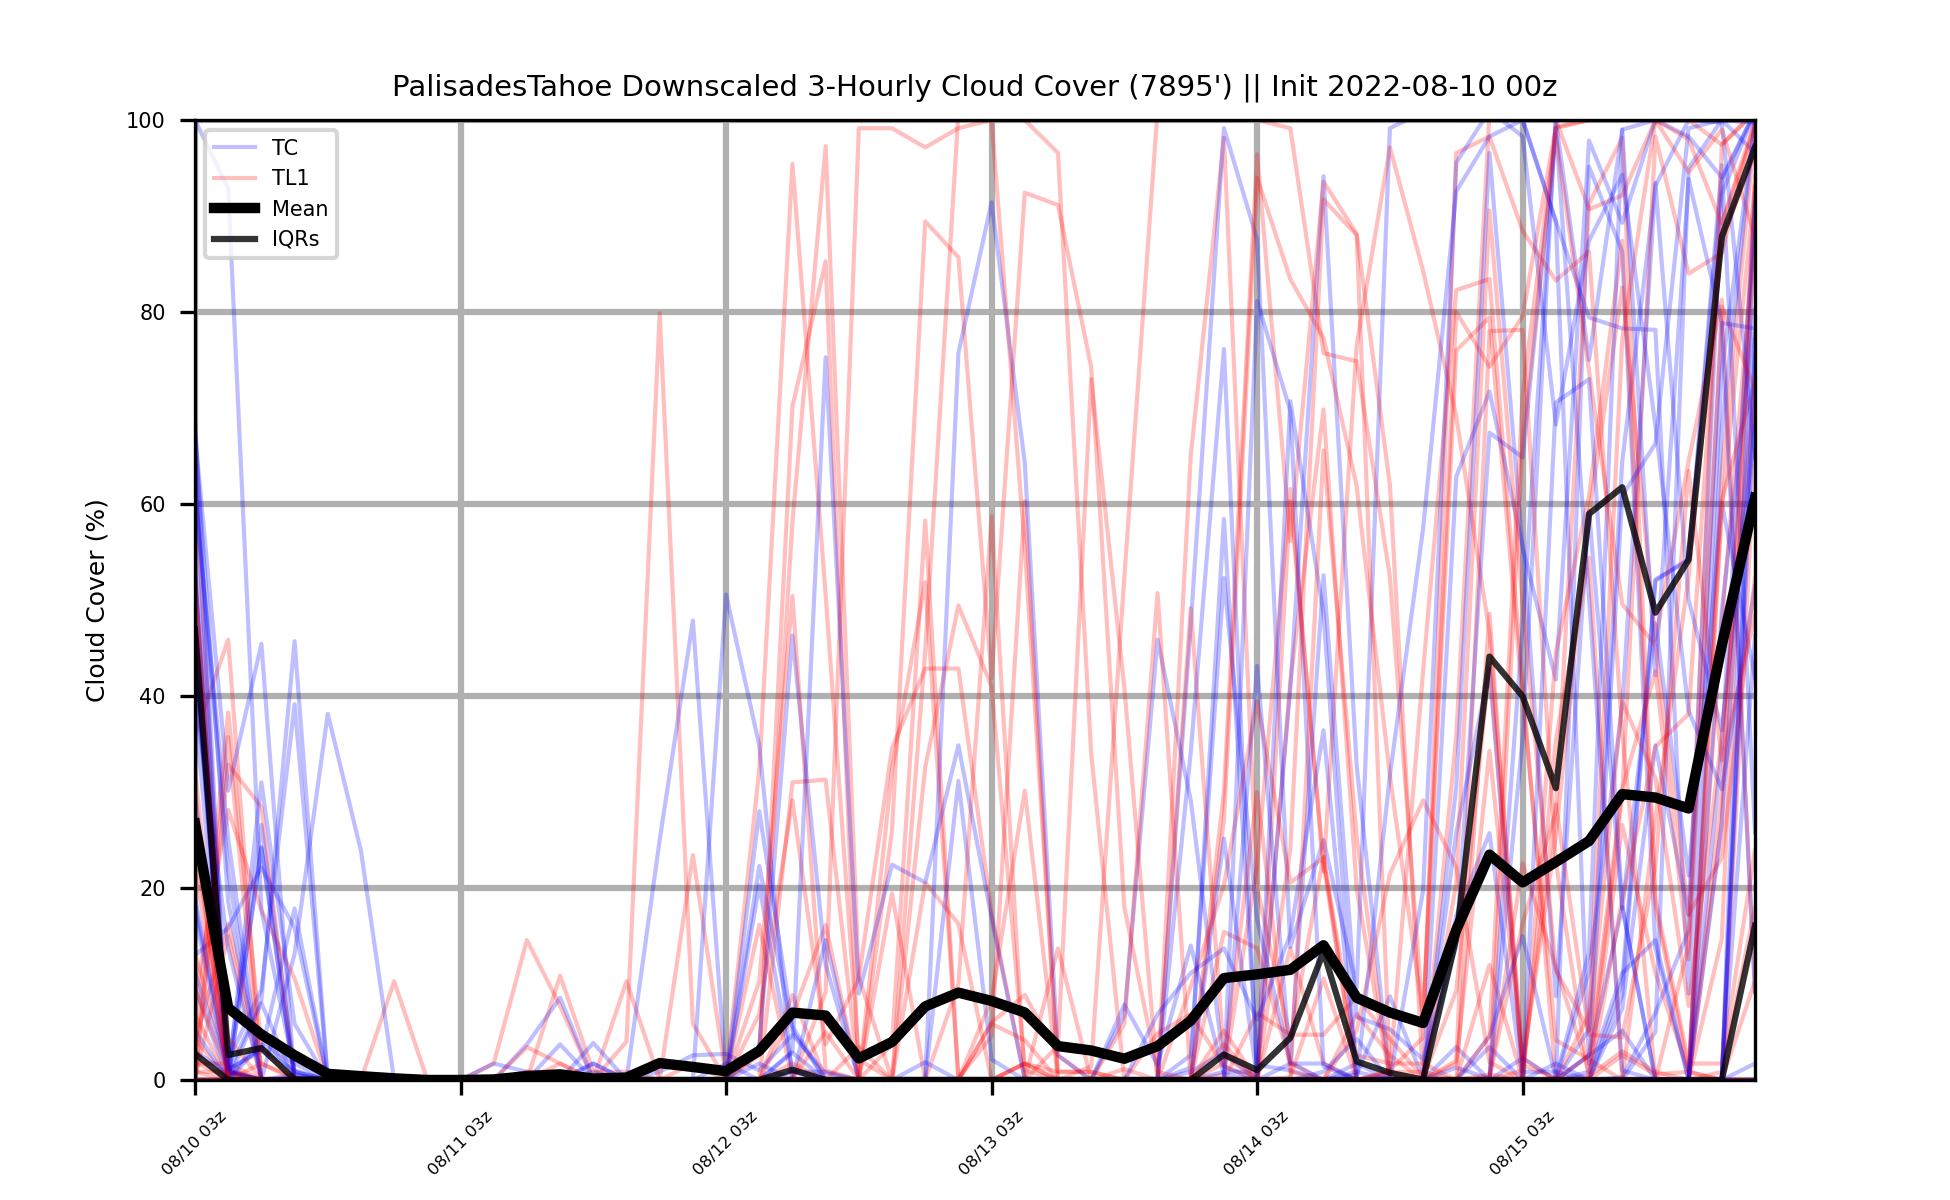 PalisadesTahoe Downscaled 3-Hourly Cloud Cover (7895') || Init 2022-08-10 00z
100
80
60
40
20
0
Cloud Cover (%)
TC
TL1
Mean
IQRs
08/10 03z
08/11 03z
08/12 03z
08/13 03z
08/14 03z
08/15 03z